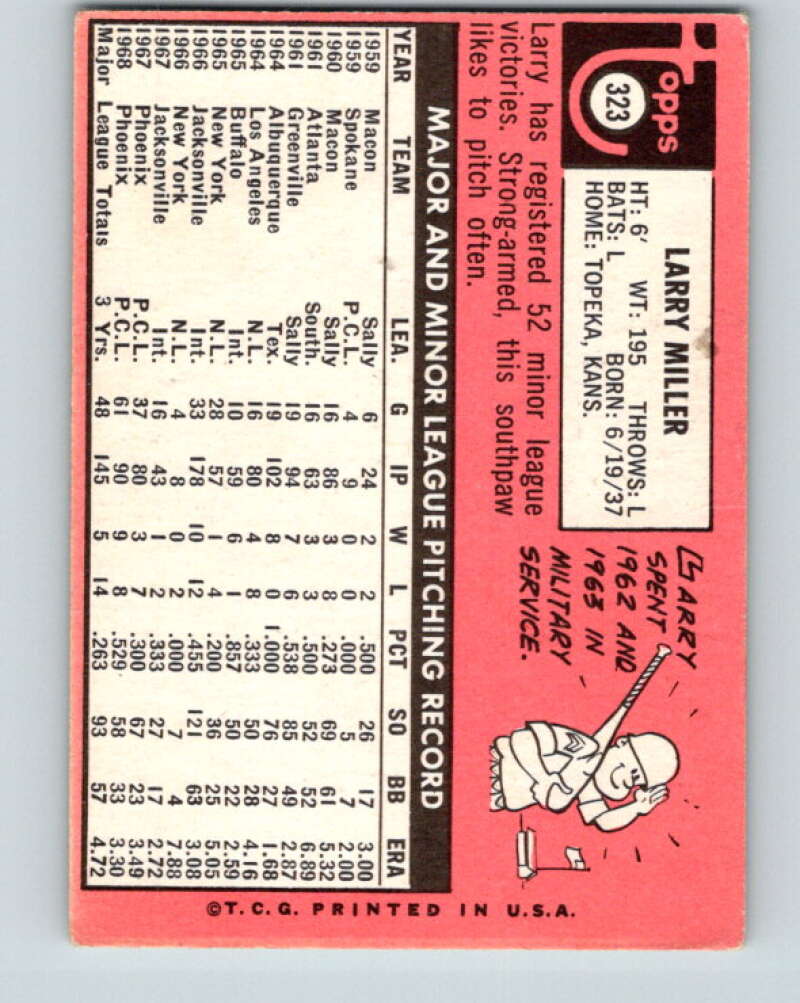 Topps
323
LARRY MILLER
HT: 6' WT: 195 THROWS: L
BATS: L BORN: 6/19/37
HOME: TOPEKA, KANS.
Larry has registered 52 minor league
victories. Strong-armed, this southpaw
likes to pitch often.
LARRY
SPENT
1962 AND
1963 IN
MILITARY
SERVICE.
MAJOR AND MINOR LEAGUE PITCHING RECORD
YEAR TEAM LEA. G IP W L PCT SO BB ERA
1959 Macon Sally 6 24 2 2 .500 26 17 3.00
1959 Spokane P.C.L. 4 9 0 0 .000 5 7 2.00
1960 Macon Sally 16 86 3 8 .273 69 61 5.32
1961 Atlanta South. 16 63 3 3 .500 52 52 6.89
1961 Greenville Sally 19 94 7 6 .538 85 49 2.87
1964 Albuquerque Tex. 19 102 8 0 1.000 76 27 1.68
1964 Los Angeles N.L. 16 80 4 8 .333 50 28 4.16
1965 Buffalo Int. 10 59 6 1 .857 50 22 2.59
1965 New York N.L. 28 57 1 4 .200 36 25 5.05
1966 Jacksonville Int. 33 178 10 12 .455 121 63 3.08
1966 New York N.L. 4 8 0 2 .000 7 4 7.88
1967 Jacksonville Int. 16 43 1 2 .333 27 17 2.72
1967 Phoenix P.C.L. 37 80 3 7 .300 67 23 3.49
1968 Phoenix P.C.L. 61 90 9 8 .529 58 33 3.30
Major League Totals 3 Yrs. 48 145 5 14 .263 93 57 4.72
©T.C.G. PRINTED IN U.S.A.